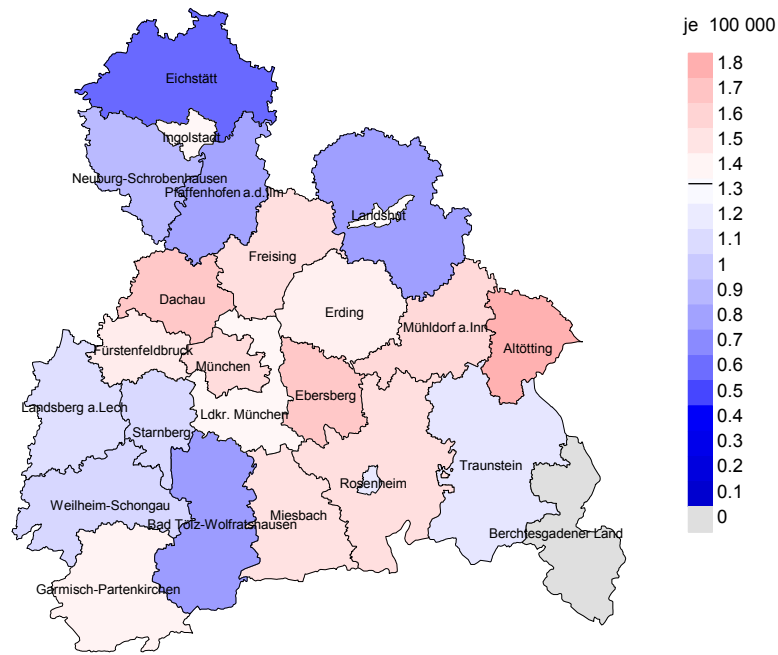 je 100 000
Eichstätt
Ingolstadt
Neuburg-Schrobenhausen
Pfaffenhofen a.d.Ilm
Landshut
Freising
Dachau
Erding
Mühldorf a.Inn
Altötting
Fürstenfeldbruck
München
Ebersberg
Landsberg a.Lech
Ldkr. München
Starnberg
Traunstein
Rosenheim
Weilheim-Schongau
Miesbach
Bad Tölz-Wolfratshausen
Berchtesgadener Land
Garmisch-Partenkirchen
1.8
1.7
1.6
1.5
1.4
1.3
1.2
1.1
1
0.9
0.8
0.7
0.6
0.5
0.4
0.3
0.2
0.1
0